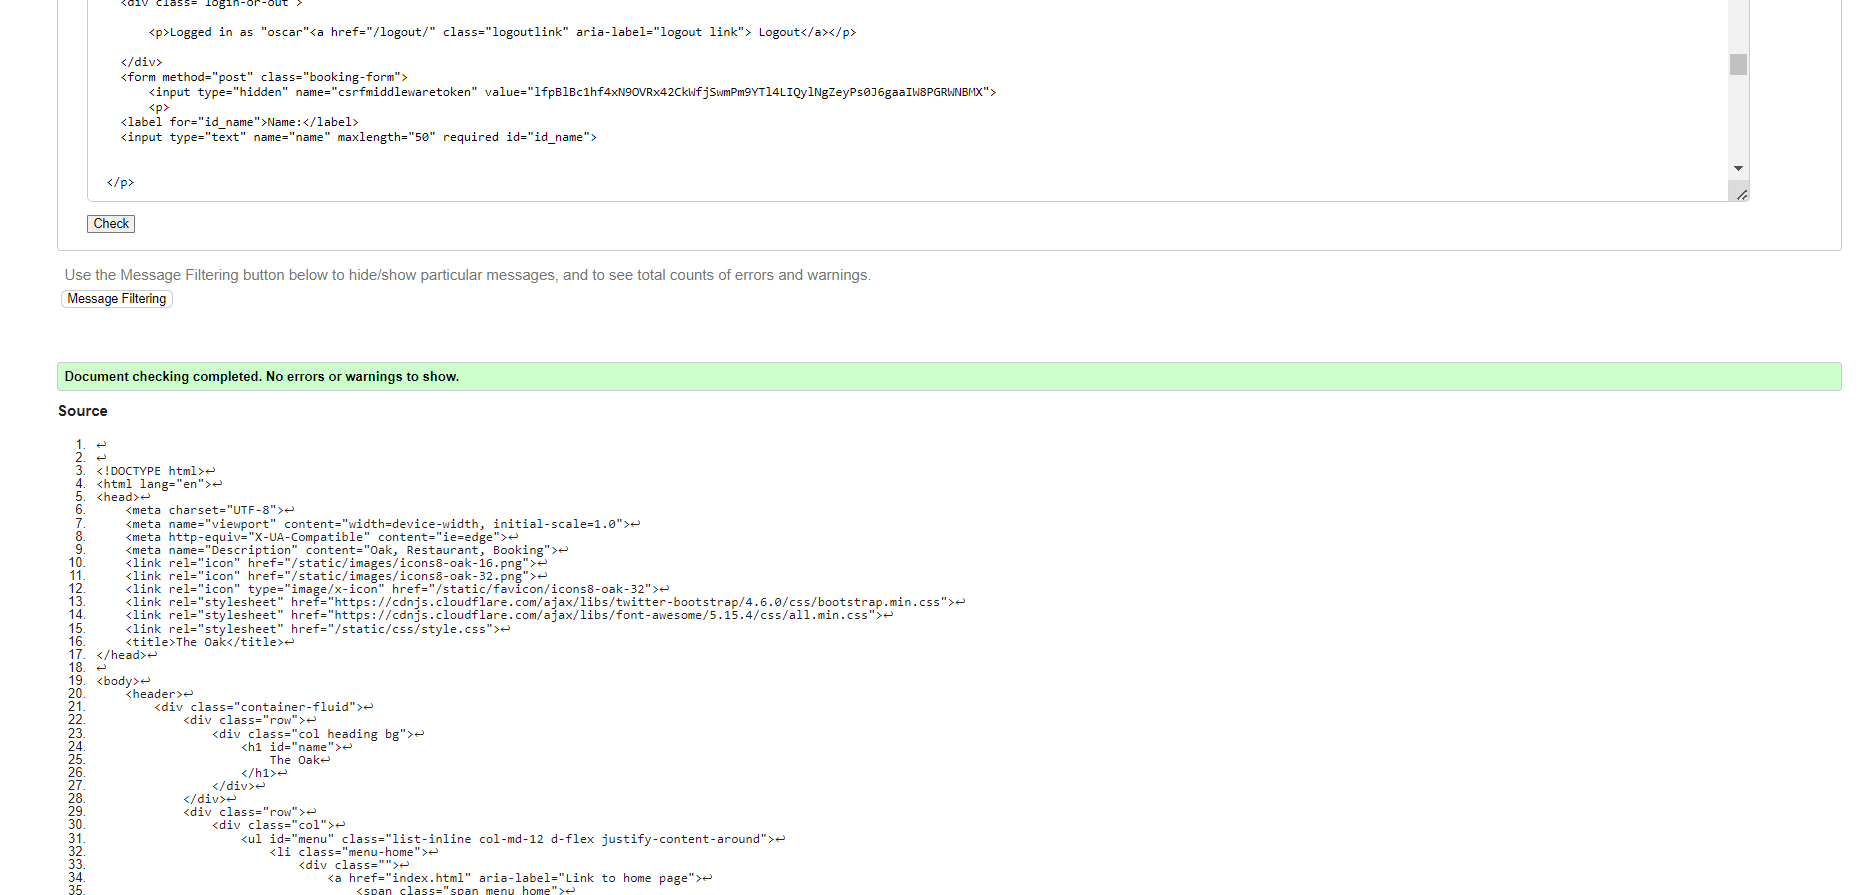 <div class="login-or-out">
<p>Logged in as "oscar"<a href="/logout/" class="logoutlink" aria-label="logout link"> Logout</a></p>
</div>
<form method="post" class="booking-form">
<input type="hidden" name="csrfmiddlewaretoken" value="lfpBlBc1hf4xN9OVRx42CkWfjSwmPm9YTl4LIQylNgZeyPs0J6gaaIW8PGRWNBMX">
<p>
<label for="id_name">Name:</label>
<input type="text" name="name" maxlength="50" required id="id_name">
</p>
Check
Use the Message Filtering button below to hide/show particular messages, and to see total counts of errors and warnings.
Message Filtering
Document checking completed. No errors or warnings to show.
Source
1. ↩
2. ↩
3. <!DOCTYPE html>↩
4. <html lang="en">↩
5. <head>↩
6. <meta charset="UTF-8">↩
7. <meta name="viewport" content="width=device-width, initial-scale=1.0">↩
8. <meta http-equiv="X-UA-Compatible" content="ie=edge">↩
9. <meta name="Description" content="Oak, Restaurant, Booking">↩
10. <link rel="icon" href="/static/images/icons8-oak-16.png">↩
11. <link rel="icon" href="/static/images/icons8-oak-32.png">↩
12. <link rel="icon" type="image/x-icon" href="/static/favicon/icons8-oak-32">↩
13. <link rel="stylesheet" href="https://cdnjs.cloudflare.com/ajax/libs/twitter-bootstrap/4.6.0/css/bootstrap.min.css">↩
14. <link rel="stylesheet" href="https://cdnjs.cloudflare.com/ajax/libs/font-awesome/5.15.4/css/all.min.css">↩
15. <link rel="stylesheet" href="/static/css/style.css">↩
16. <title>The Oak</title>↩
17. </head>↩
18. ↩
19. <body>↩
20. <header>↩
21. <div class="container-fluid">↩
22. <div class="row">↩
23. <div class="col heading bg">↩
24. <h1 id="name">↩
25. The Oak↩
26. </h1>↩
27. </div>↩
28. </div>↩
29. <div class="row">↩
30. <div class="col">↩
31. <ul id="menu" class="list-inline col-md-12 d-flex justify-content-around">↩
32. <li class="menu-home">↩
33. <div class="">↩
34. <a href="index.html" aria-label="Link to home page">↩
35. <span class="span_menu_home">↩